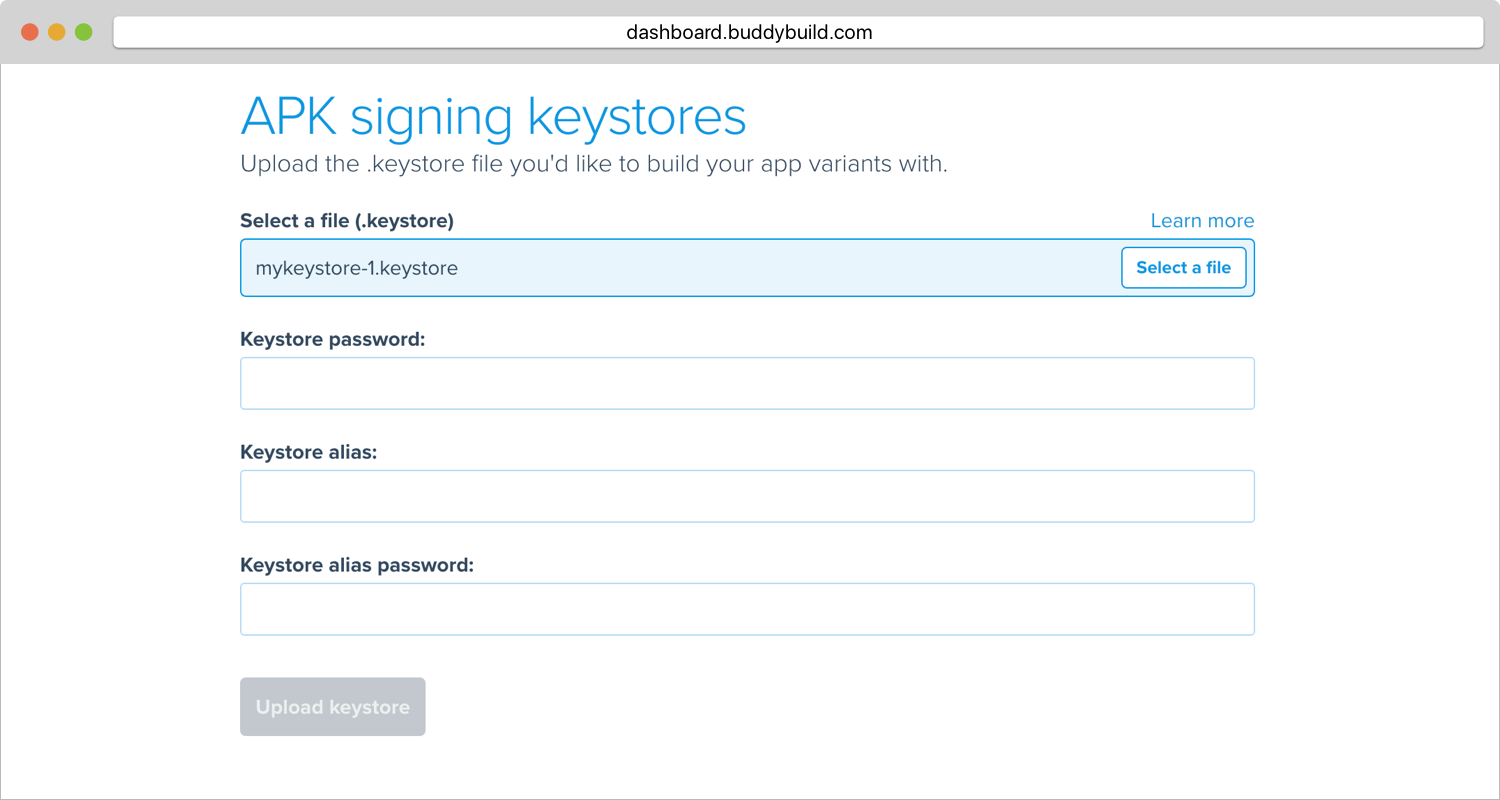 dashboard.buddybuild.com
APK signing keystores
Upload the .keystore file you'd like to build your app variants with.
Select a file (.keystore)
Learn more
mykeystore-1.keystore
Select a file
Keystore password:
Keystore alias:
Keystore alias password:
Upload keystore